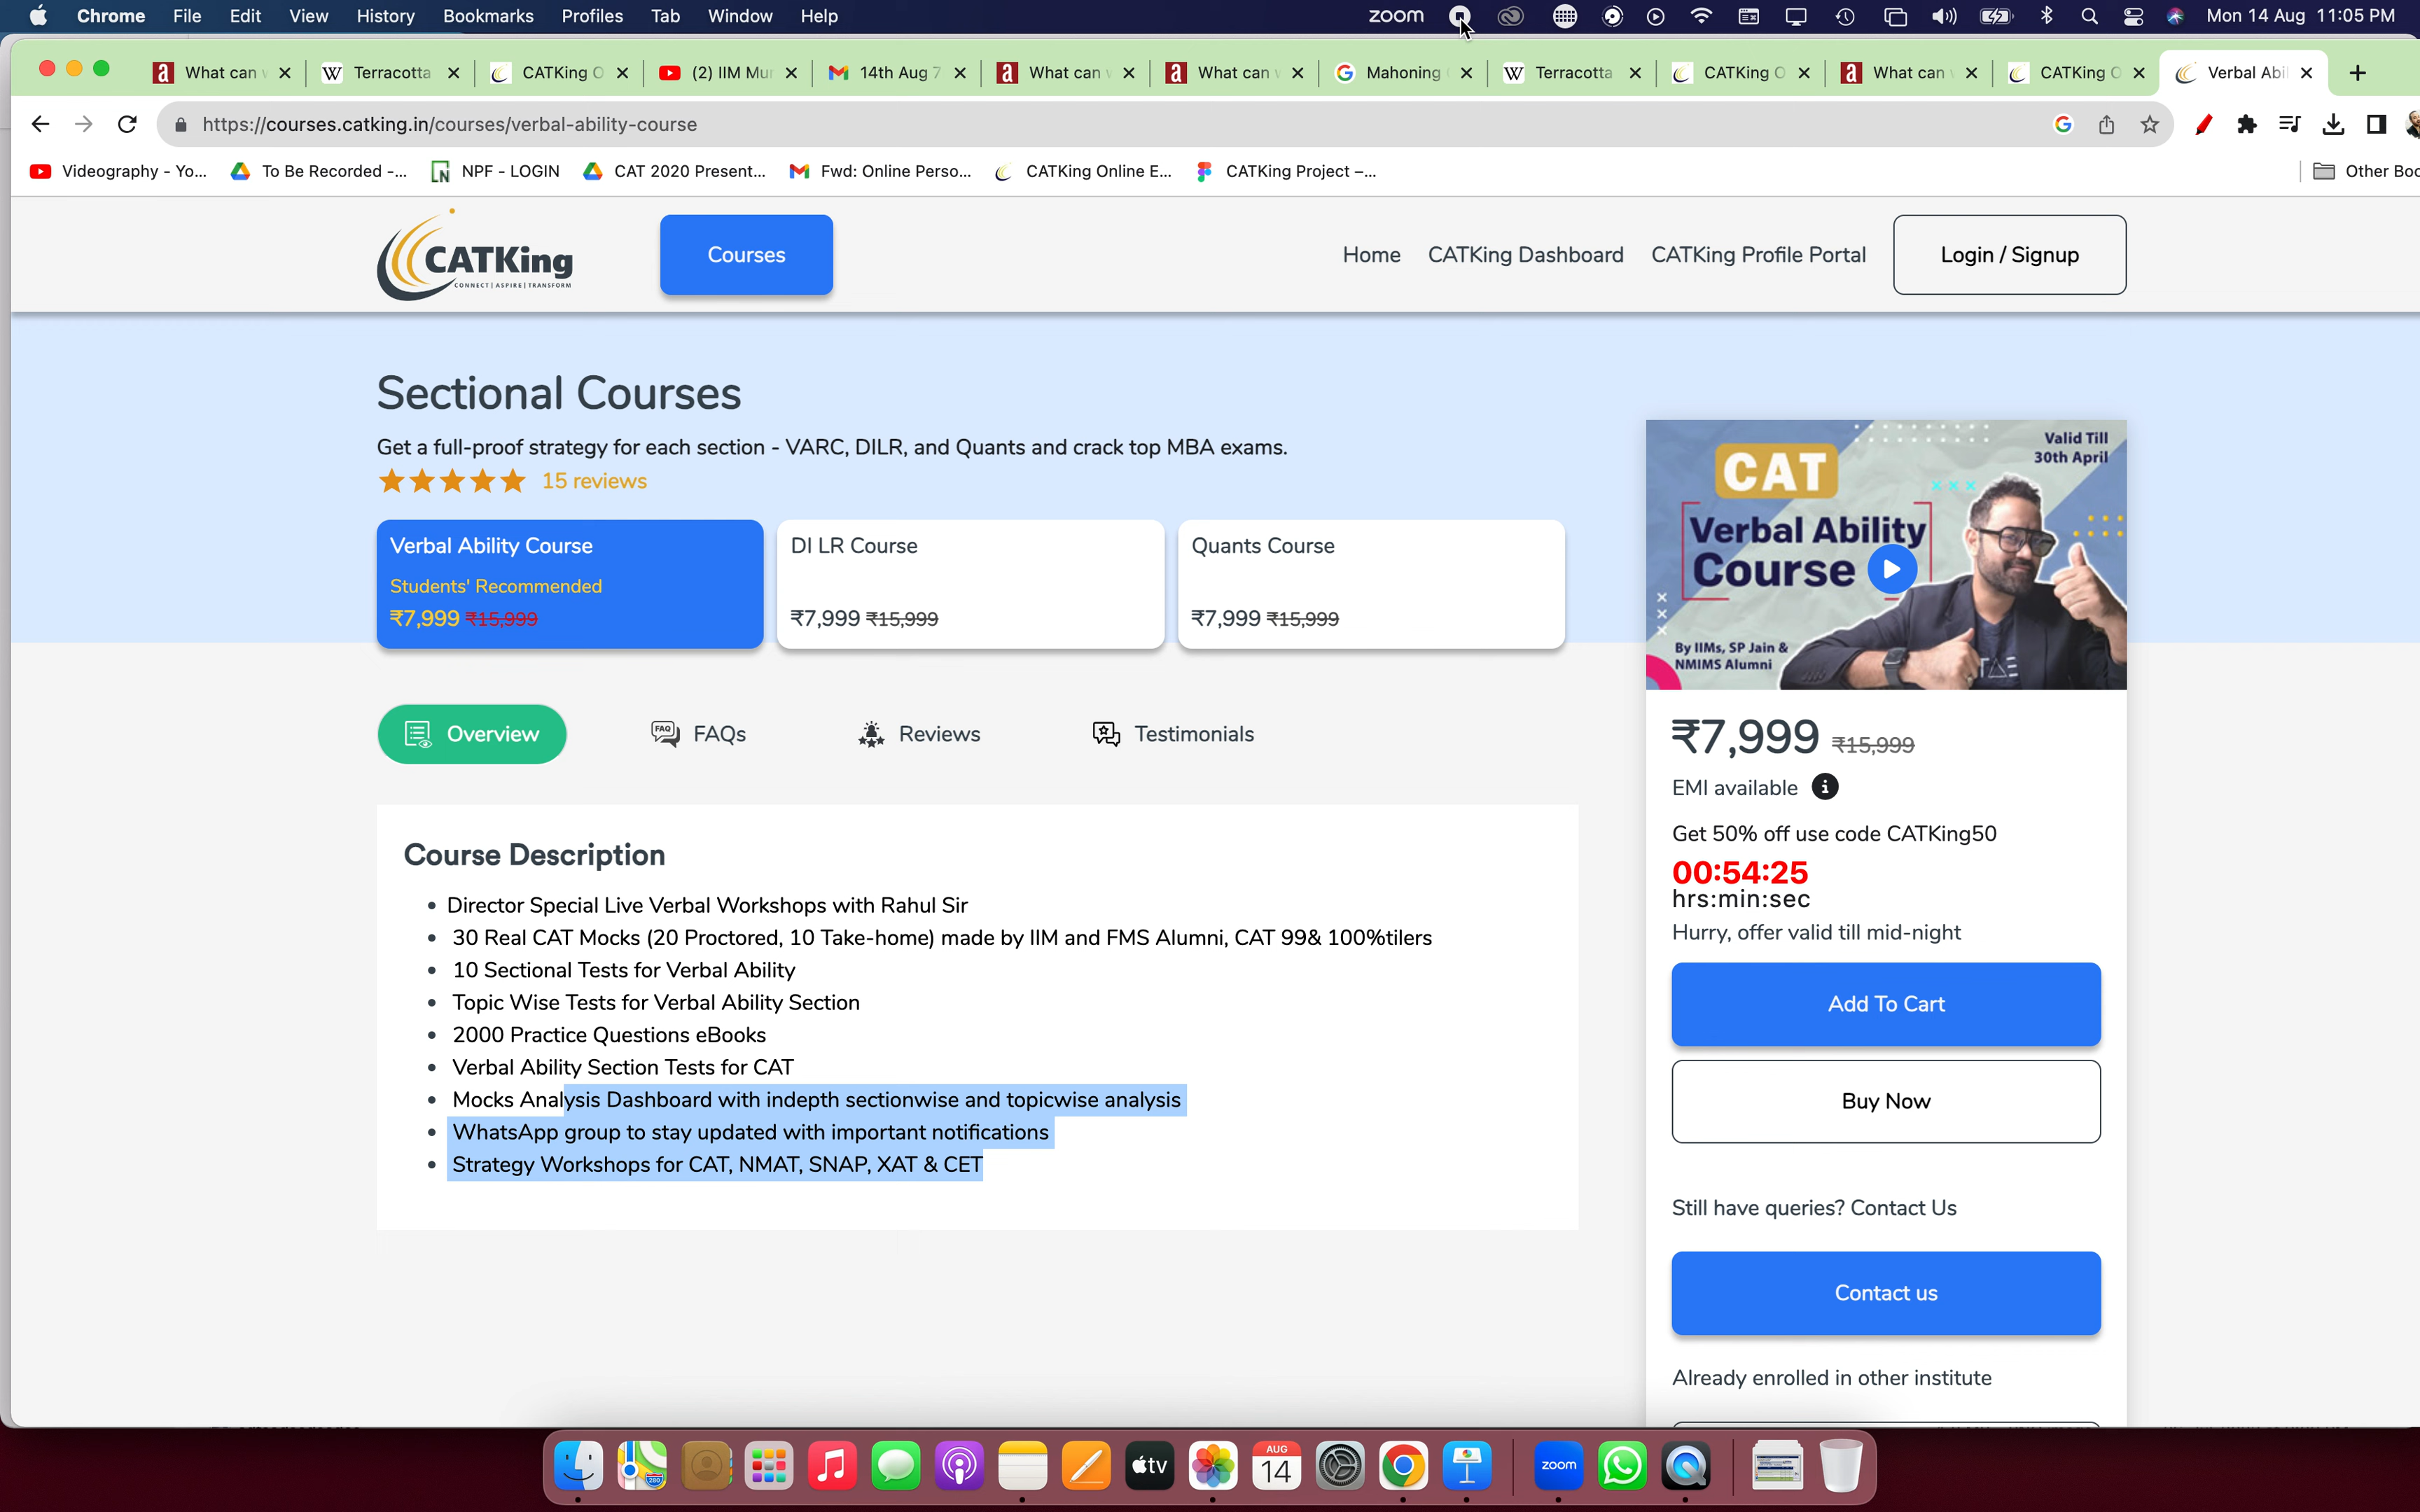 Chrome File Edit View History Bookmarks Profiles Tab Window Help
zoom Mon 14 Aug 11:05 PM
What can
Terracotta
CATKing O
(2) IIM Mu
14th Aug 7
What can
What can
Mahoning
Terracotta
CATKing O
What can
CATKing O
Verbal Abi
https://courses.catking.in/courses/verbal-ability-course
Videography - Yo...
To Be Recorded -...
NPF - LOGIN
CAT 2020 Present...
Fwd: Online Perso...
CATKing Online E...
CATKing Project –...
Other Boo
CATKing
CONNECT | ASPIRE | TRANSFORM
Courses
Home
CATKing Dashboard
CATKing Profile Portal
Login / Signup
Sectional Courses
Get a full-proof strategy for each section - VARC, DILR, and Quants and crack top MBA exams.
15 reviews
Verbal Ability Course
Students' Recommended
₹7,999 ₹15,999
DI LR Course
₹7,999 ₹15,999
Quants Course
₹7,999 ₹15,999
Overview
FAQ
FAQs
Reviews
Testimonials
Course Description
• Director Special Live Verbal Workshops with Rahul Sir
• 30 Real CAT Mocks (20 Proctored, 10 Take-home) made by IIM and FMS Alumni, CAT 99& 100%tilers
• 10 Sectional Tests for Verbal Ability
• Topic Wise Tests for Verbal Ability Section
• 2000 Practice Questions eBooks
• Verbal Ability Section Tests for CAT
• Mocks Analysis Dashboard with indepth sectionwise and topicwise analysis
• WhatsApp group to stay updated with important notifications
• Strategy Workshops for CAT, NMAT, SNAP, XAT & CET
Valid Till
30th April
CAT
Verbal Ability
Course
By IIMs, SP Jain &
NMIMS Alumni
₹7,999 ₹15,999
EMI available
Get 50% off use code CATKing50
00:54:25
hrs:min:sec
Hurry, offer valid till mid-night
Add To Cart
Buy Now
Still have queries? Contact Us
Contact us
Already enrolled in other institute
tv
AUG
14
zoom